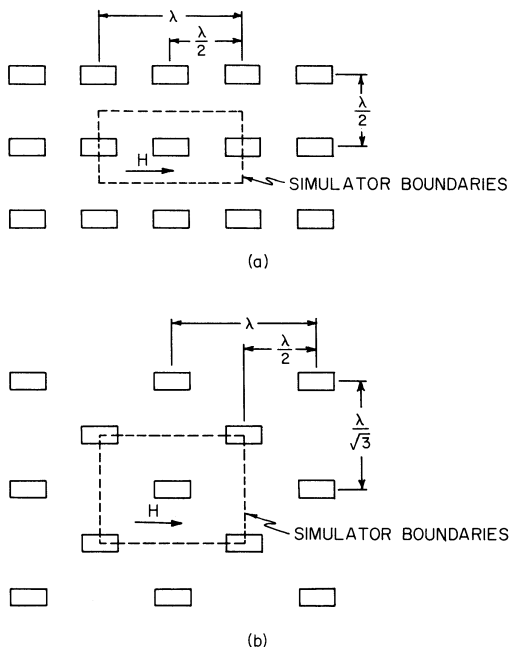 λ
λ/2
λ/2
H
SIMULATOR BOUNDARIES
(a)
λ
λ/2
λ/√3
H
SIMULATOR BOUNDARIES
(b)